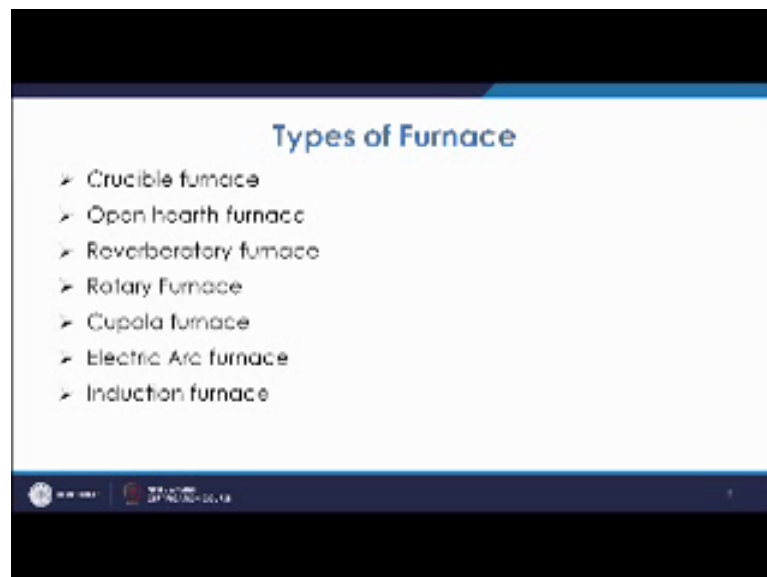 Types of Furnace
➢ Crucible furnace
➢ Open hearth furnace
➢ Reverberatory furnace
➢ Rotary Furnace
➢ Cupola furnace
➢ Electric Arc furnace
➢ Induction furnace